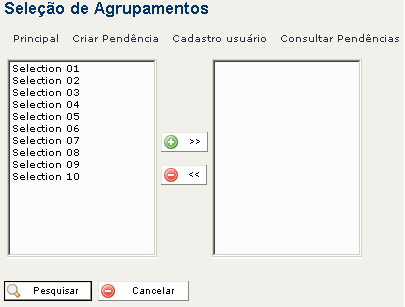 Seleção de Agrupamentos
Principal Criar Pendência Cadastro usuário Consultar Pendências
Selection 01
Selection 02
Selection 03
Selection 04
Selection 05
Selection 06
Selection 07
Selection 08
Selection 09
Selection 10
>>
<<
Pesquisar Cancelar